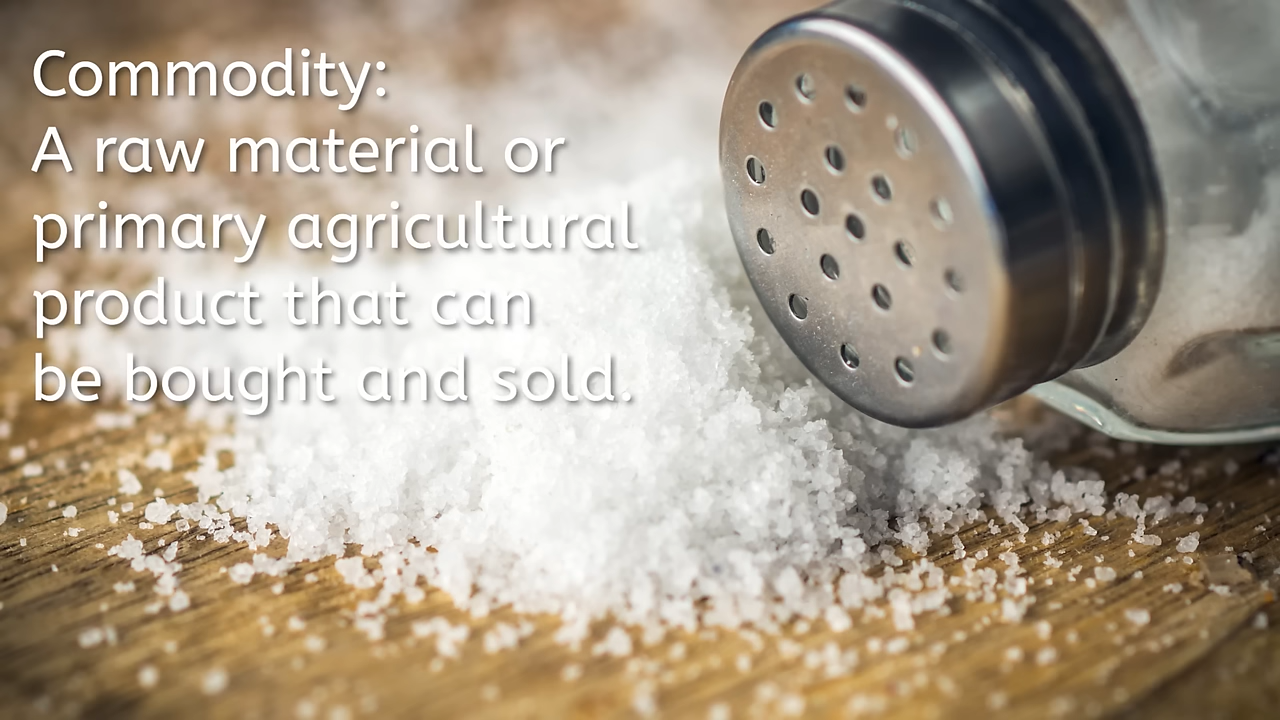 Commodity:
A raw material or
primary agricultural
product that can
be bought and sold.